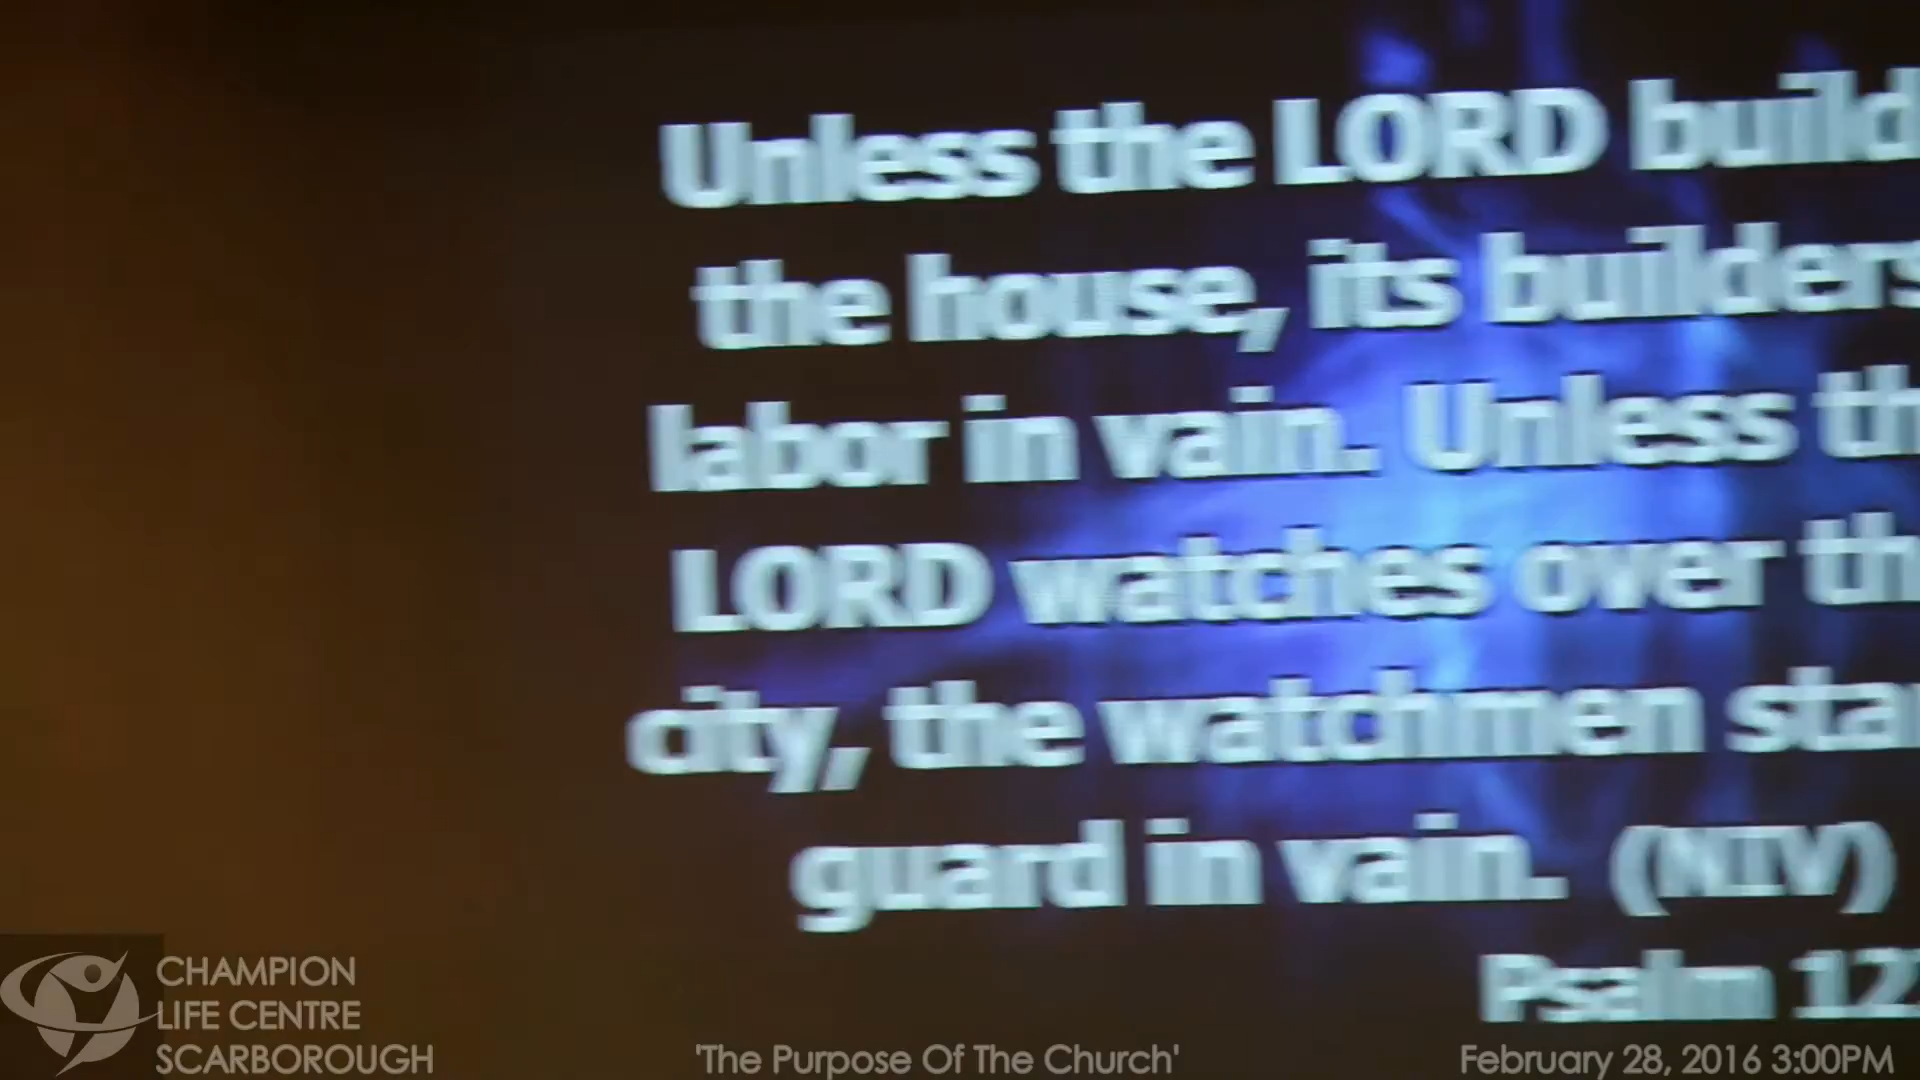 Unless the LORD build
the house, its builders
labor in vain. Unless th
LORD watches over th
city, the watchmen sta
guard in vain. (NIV)
Psalm 12
CHAMPION
LIFE CENTRE
SCARBOROUGH
'The Purpose Of The Church'
February 28, 2016 3:00PM